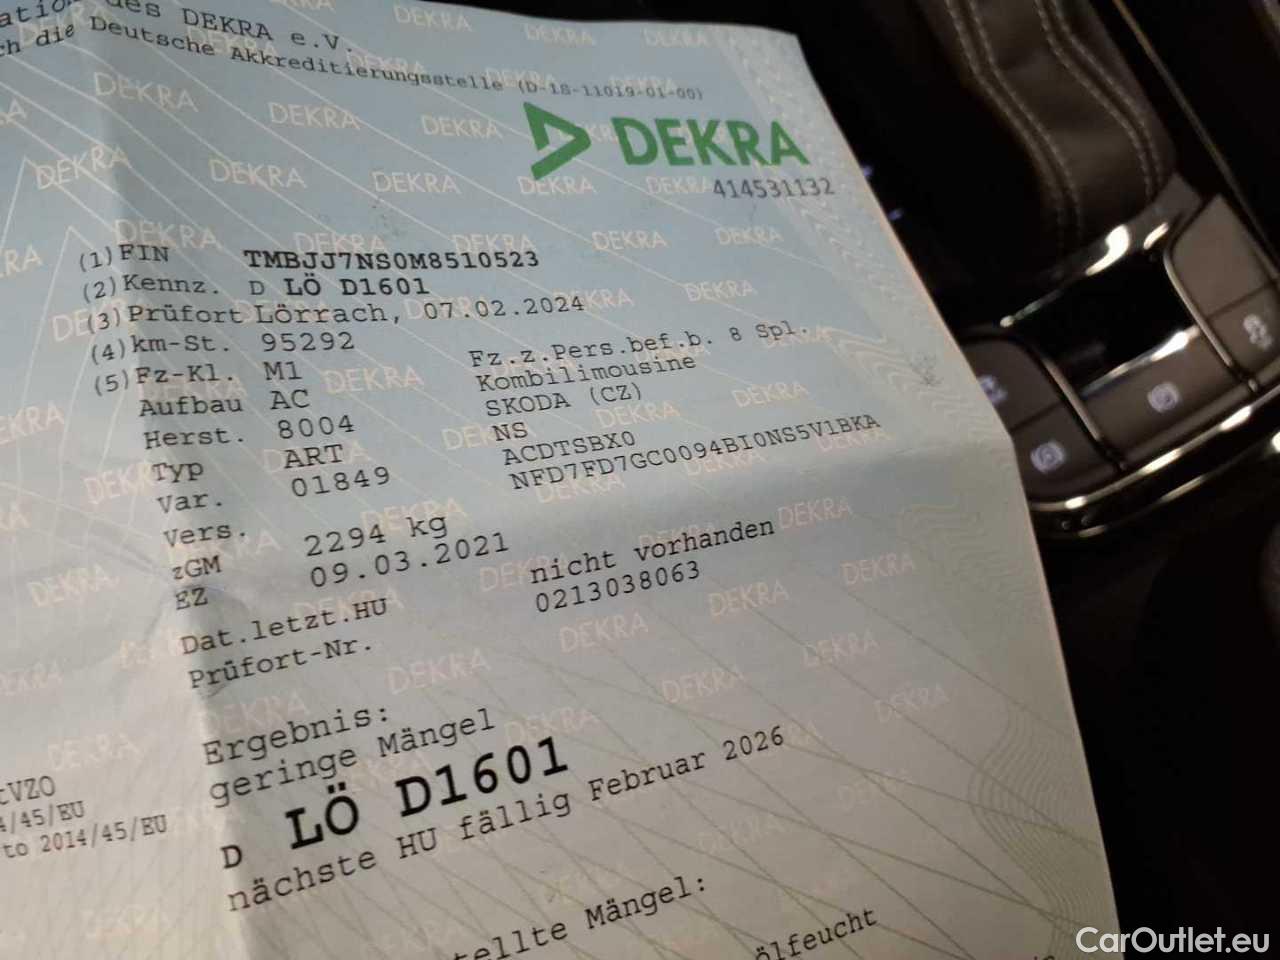 des DEKRA e.V.
ch die Deutsche Akkreditierungsstelle (D-IS-11019-01-00)
DEKRA
414531132
(1) FIN TMBJJ7NS0M8510523
(2) Kennz. D LÖ D1601
(3) Prüfort Lörrach, 07.02.2024
(4) km-St. 95292
(5) Fz-Kl. M1 Fz.z.Pers.bef.b. 8 Spl.
Aufbau AC Kombilimousine
Herst. 8004 SKODA (CZ)
Typ ART NS
Var. 01849 ACDTSBX0
Vers. NFD7FD7GC0094BI0NS5V1BKA
zGM 2294 kg
EZ 09.03.2021
Dat.letzt.HU nicht vorhanden
Prüfort-Nr. 0213038063
Ergebnis:
geringe Mängel
D LÖ D1601
nächste HU fällig Februar 2026
tVZO
4/45/EU
to 2014/45/EU
stellte Mängel:
ölfeucht
CarOutlet.eu